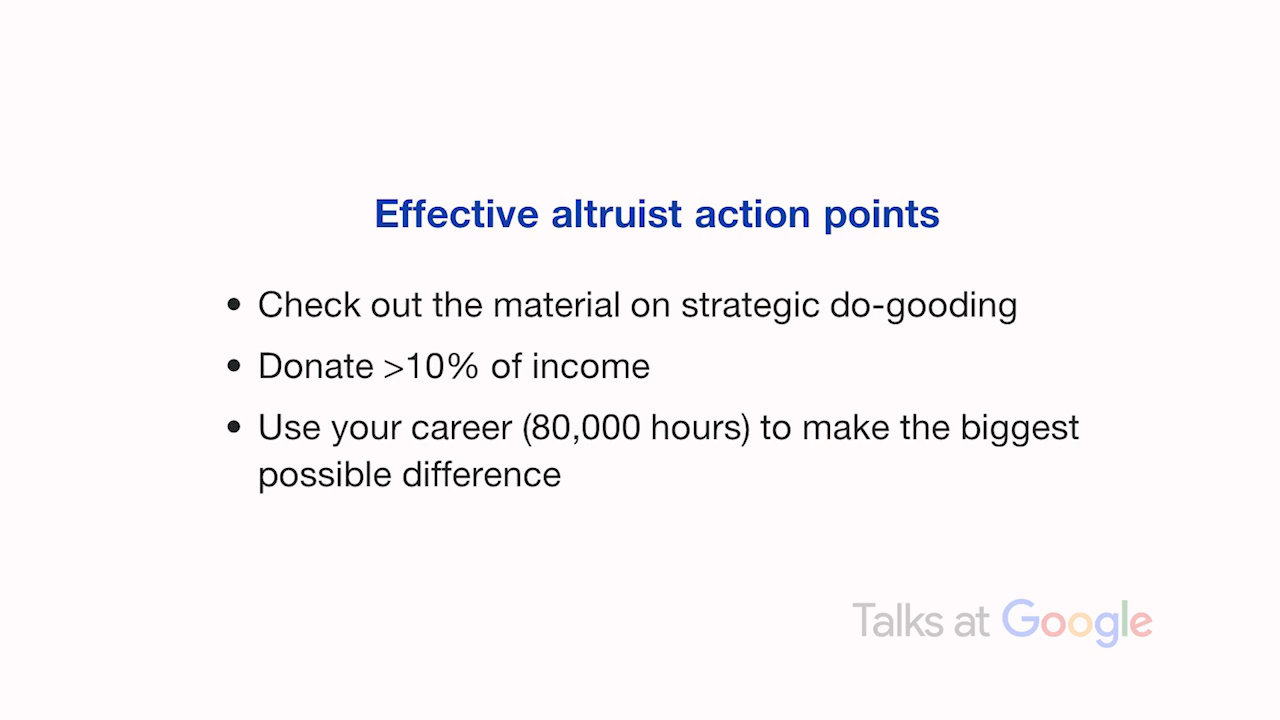 Effective altruist action points
• Check out the material on strategic do-gooding
• Donate >10% of income
• Use your career (80,000 hours) to make the biggest
possible difference
Talks at Google